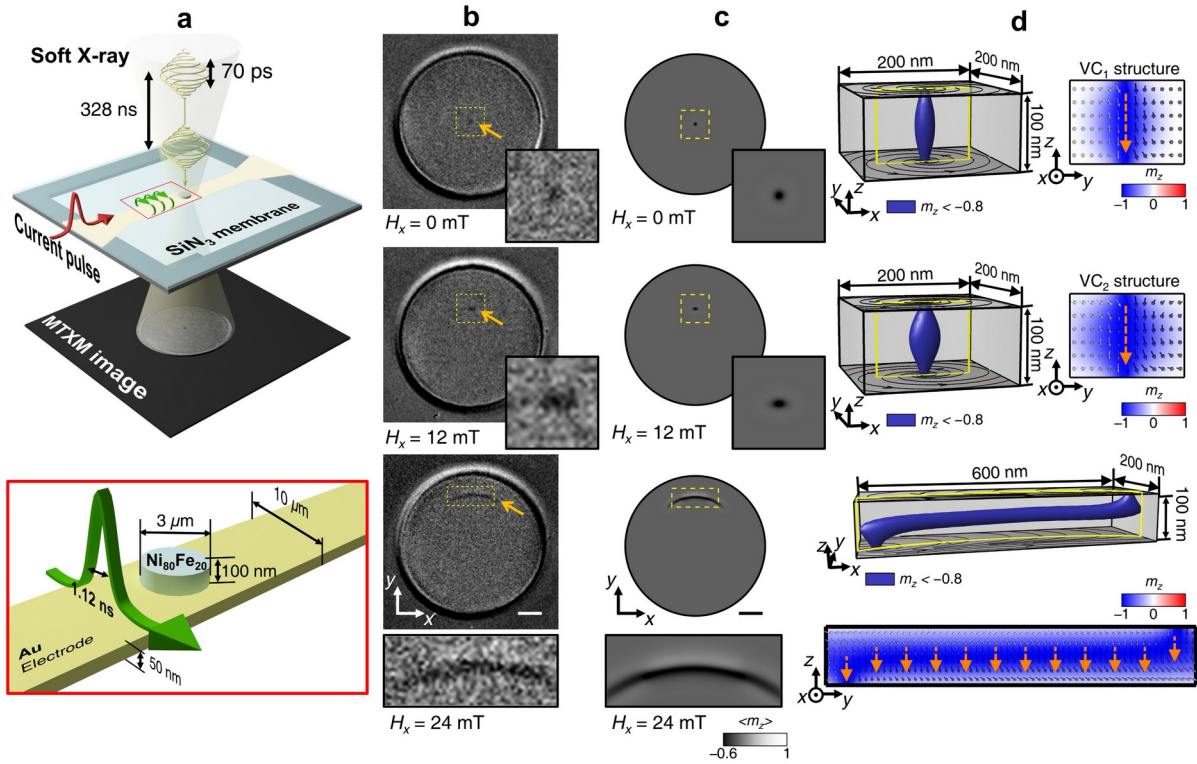 a
Soft X-ray
70 ps
328 ns
Current pulse
SiN3 membrane
MTXM image
3 µm
10 µm
Ni80Fe20
100 nm
1.12 ns
Au
Electrode
50 nm
b
Hx = 0 mT
Hx = 12 mT
y
x
Hx = 24 mT
c
Hx = 0 mT
Hx = 12 mT
y
x
Hx = 24 mT
<mz>
−0.6
1
d
200 nm
200 nm
100 nm
y z
x
mz < −0.8
VC1 structure
z
x y
mz
−1 0 1
200 nm
200 nm
100 nm
y z
x
mz < −0.8
VC2 structure
z
x y
mz
−1 0 1
600 nm
200 nm
100 nm
z y
x
mz < −0.8
mz
−1 0 1
z
x y